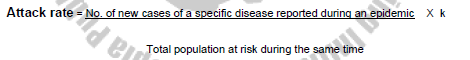 Attack rate = No. of new cases of a specific disease reported during an epidemic X k
Total population at risk during the same time